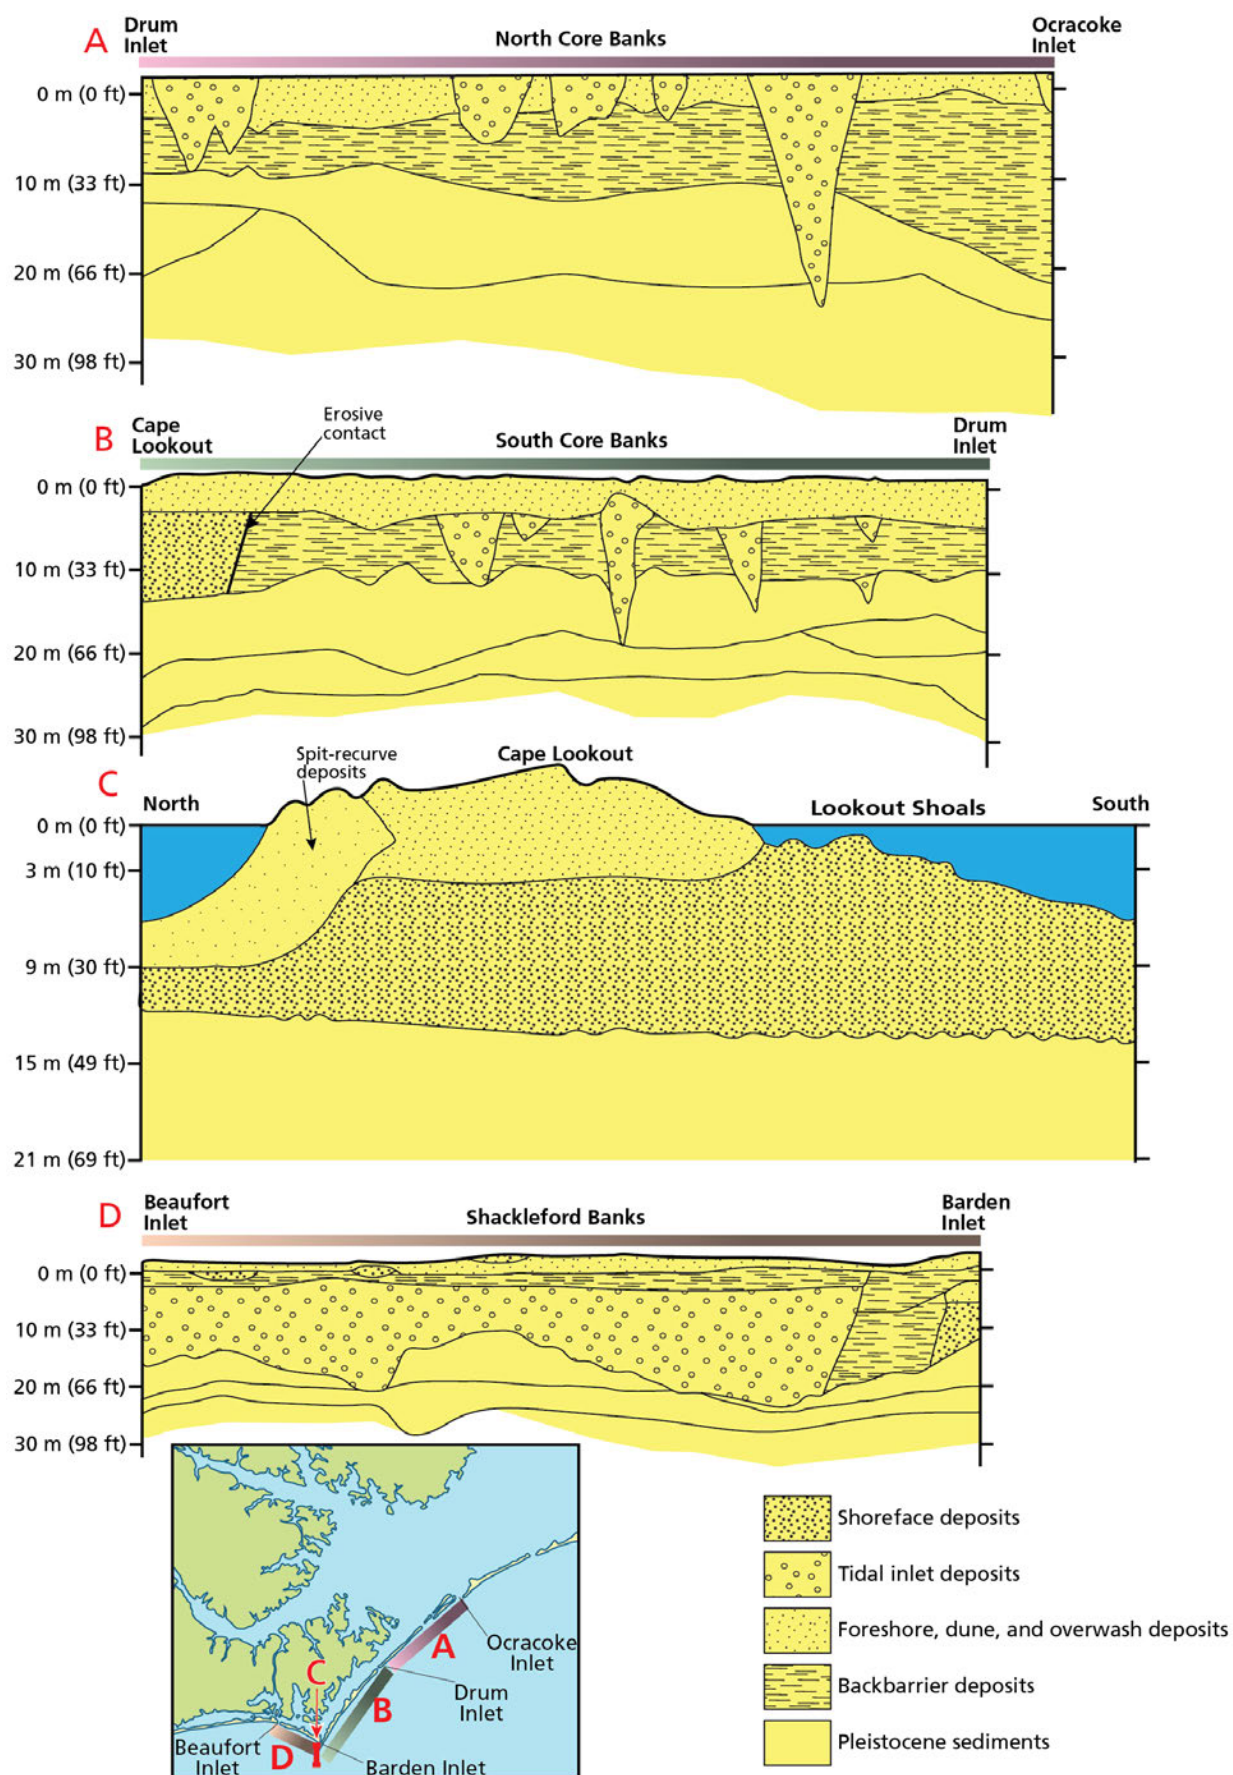 A
Drum
Inlet
North Core Banks
Ocracoke
Inlet
0 m (0 ft)
10 m (33 ft)
20 m (66 ft)
30 m (98 ft)
B
Cape
Lookout
Erosive
contact
South Core Banks
Drum
Inlet
0 m (0 ft)
10 m (33 ft)
20 m (66 ft)
30 m (98 ft)
C
North
Spit-recurve
deposits
Cape Lookout
Lookout Shoals
South
0 m (0 ft)
3 m (10 ft)
9 m (30 ft)
15 m (49 ft)
21 m (69 ft)
D
Beaufort
Inlet
Shackleford Banks
Barden
Inlet
0 m (0 ft)
10 m (33 ft)
20 m (66 ft)
30 m (98 ft)
A
Ocracoke
Inlet
C
B
Drum
Inlet
Beaufort
Inlet
D
Barden Inlet
Shoreface deposits
Tidal inlet deposits
Foreshore, dune, and overwash deposits
Backbarrier deposits
Pleistocene sediments